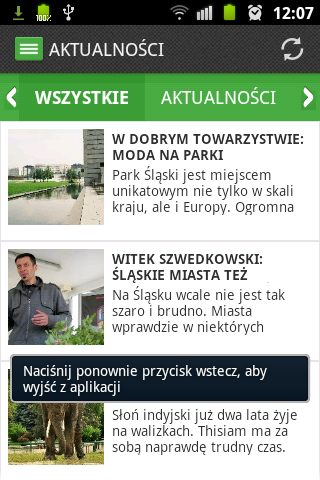 100%
12:07
AKTUALNOŚCI
WSZYSTKIE
AKTUALNOŚCI
W DOBRYM TOWARZYSTWIE:
MODA NA PARKI
Park Śląski jest miejscem
unikatowym nie tylko w skali
kraju, ale i Europy. Ogromna
WITEK SZWEDKOWSKI:
ŚLĄSKIE MIASTA TEŻ
Na Śląsku wcale nie jest tak
szaro i brudno. Miasta
wprawdzie w niektórych
Naciśnij ponownie przycisk wstecz, aby
wyjść z aplikacji
Słoń indyjski już dwa lata żyje
na walizkach. Thisiam ma za
sobą naprawdę trudny czas.